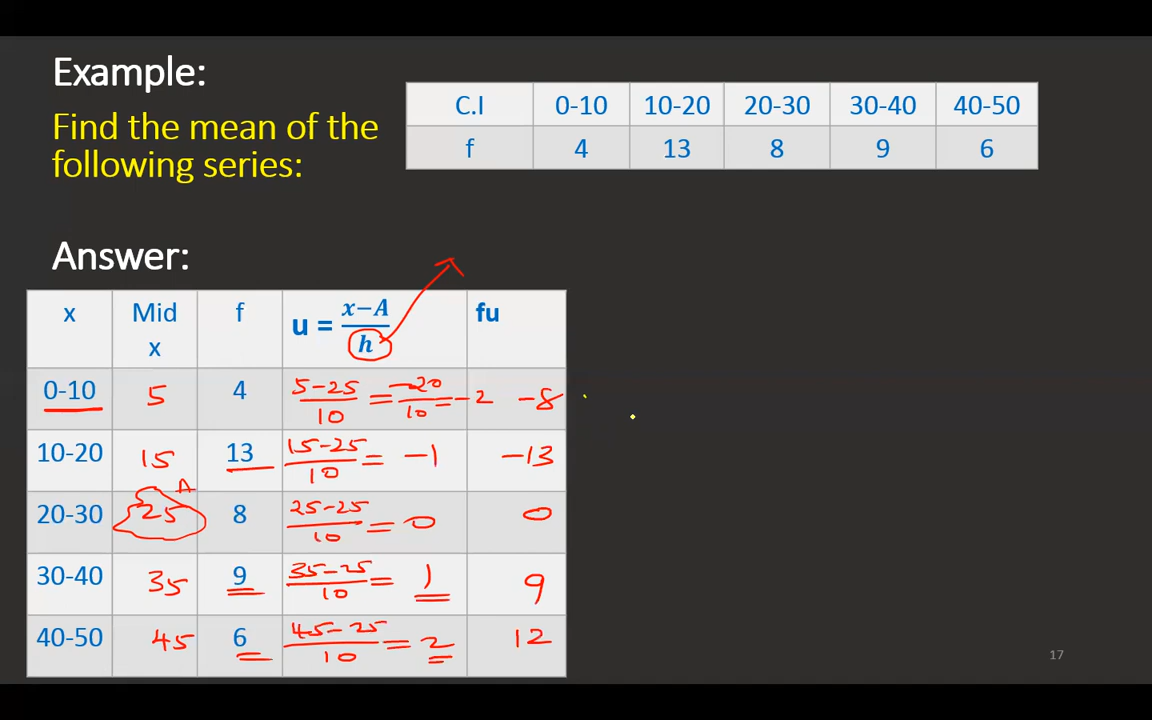 Example:
Find the mean of the
following series:
C.I 0-10 10-20 20-30 30-40 40-50
f 4 13 8 9 6
Answer:
x Mid x f u = x−A / h fu
0-10 5 4 5-25 / 10 = -20 / 10 = -2 -8
10-20 15 13 15-25 / 10 = -1 -13
A
20-30 25 8 25-25 / 10 = 0 0
30-40 35 9 35-25 / 10 = 1 9
40-50 45 6 45-25 / 10 = 2 12
17